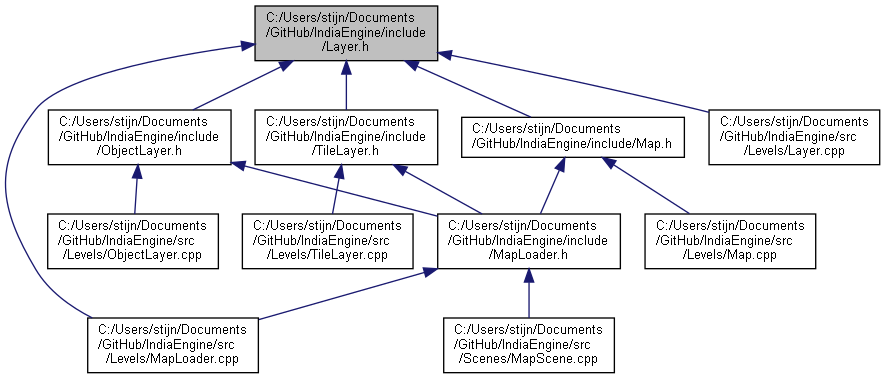 C:/Users/stijn/Documents
/GitHub/IndiaEngine/include
/Layer.h
C:/Users/stijn/Documents
/GitHub/IndiaEngine/include
/ObjectLayer.h
C:/Users/stijn/Documents
/GitHub/IndiaEngine/include
/TileLayer.h
C:/Users/stijn/Documents
/GitHub/IndiaEngine/include/Map.h
C:/Users/stijn/Documents
/GitHub/IndiaEngine/src
/Levels/Layer.cpp
C:/Users/stijn/Documents
/GitHub/IndiaEngine/src
/Levels/ObjectLayer.cpp
C:/Users/stijn/Documents
/GitHub/IndiaEngine/src
/Levels/TileLayer.cpp
C:/Users/stijn/Documents
/GitHub/IndiaEngine/include
/MapLoader.h
C:/Users/stijn/Documents
/GitHub/IndiaEngine/src
/Levels/Map.cpp
C:/Users/stijn/Documents
/GitHub/IndiaEngine/src
/Levels/MapLoader.cpp
C:/Users/stijn/Documents
/GitHub/IndiaEngine/src
/Scenes/MapScene.cpp